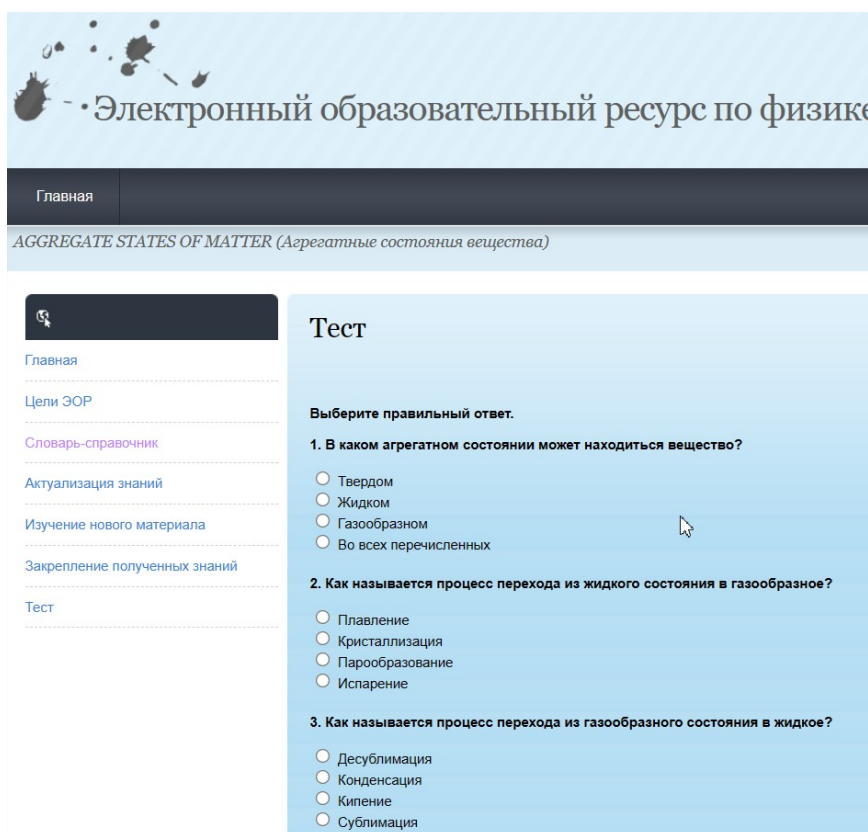 Электронный образовательный ресурс по физике
Главная
AGGREGATE STATES OF MATTER (Агрегатные состояния вещества)
Главная
Цели ЭОР
Словарь-справочник
Актуализация знаний
Изучение нового материала
Закрепление полученных знаний
Тест
Тест
Выберите правильный ответ.
1. В каком агрегатном состоянии может находиться вещество?
Твердом
Жидком
Газообразном
Во всех перечисленных
2. Как называется процесс перехода из жидкого состояния в газообразное?
Плавление
Кристаллизация
Парообразование
Испарение
3. Как называется процесс перехода из газообразного состояния в жидкое?
Десублимация
Конденсация
Кипение
Сублимация